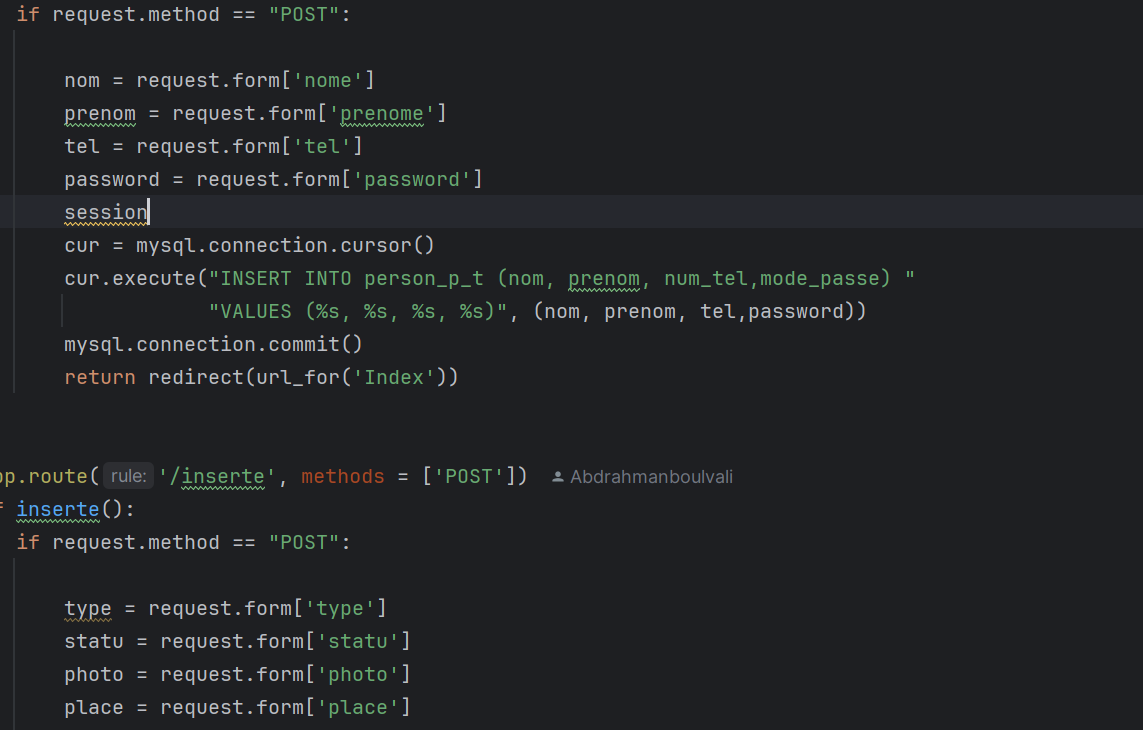 if request.method == "POST":
nom = request.form['nome']
prenom = request.form['prenome']
tel = request.form['tel']
password = request.form['password']
session
cur = mysql.connection.cursor()
cur.execute("INSERT INTO person_p_t (nom, prenom, num_tel,mode_passe) "
"VALUES (%s, %s, %s, %s)", (nom, prenom, tel,password))
mysql.connection.commit()
return redirect(url_for('Index'))
pp.route( rule: '/inserte', methods = ['POST']) Abdrahmanboulvali
f inserte():
if request.method == "POST":
type = request.form['type']
statu = request.form['statu']
photo = request.form['photo']
place = request.form['place']